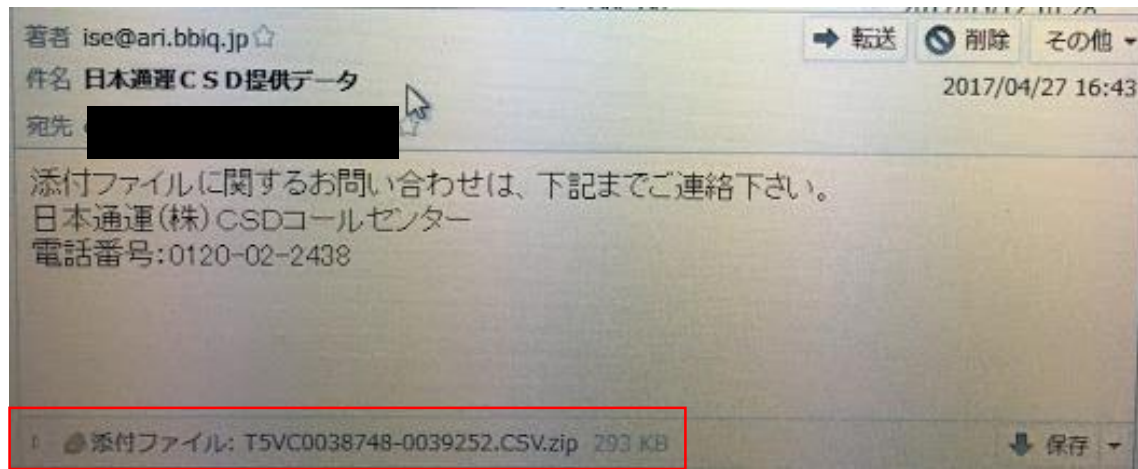 著者 ise@ari.bbiq.jp
転送 削除 その他
件名 日本通運CSD提供データ
2017/04/27 16:43
宛先
添付ファイルに関するお問い合わせは、下記までご連絡下さい。
日本通運(株)CSDコールセンター
電話番号:0120-02-2438
添付ファイル: T5VC0038748-0039252.CSV.zip 293 KB
保存